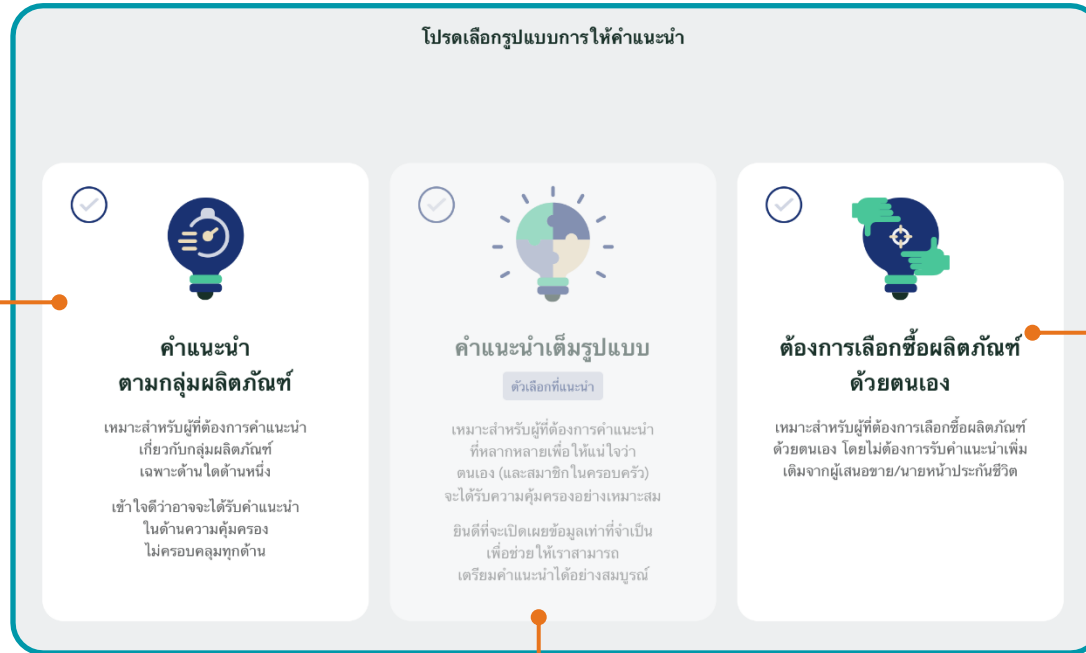 โปรดเลือกรูปแบบการให้คำแนะนำ
คำแนะนำ
ตามกลุ่มผลิตภัณฑ์
เหมาะสำหรับผู้ที่ต้องการคำแนะนำ
เกี่ยวกับกลุ่มผลิตภัณฑ์
เฉพาะด้านใดด้านหนึ่ง
เข้าใจดีว่าอาจจะได้รับคำแนะนำ
ในด้านความคุ้มครอง
ไม่ครอบคลุมทุกด้าน
คำแนะนำเต็มรูปแบบ
ตัวเลือกที่แนะนำ
เหมาะสำหรับผู้ที่ต้องการคำแนะนำ
ที่หลากหลายเพื่อให้แน่ใจว่า
ตนเอง (และสมาชิกในครอบครัว)
จะได้รับความคุ้มครองอย่างเหมาะสม
ยินดีที่จะเปิดเผยข้อมูลเท่าที่จำเป็น
เพื่อช่วยให้เราสามารถ
เตรียมคำแนะนำได้อย่างสมบูรณ์
ต้องการเลือกซื้อผลิตภัณฑ์
ด้วยตนเอง
เหมาะสำหรับผู้ที่ต้องการเลือกซื้อผลิตภัณฑ์
ด้วยตนเอง โดยไม่ต้องการรับคำแนะนำเพิ่ม
เติมจากผู้เสนอขาย/นายหน้าประกันชีวิต